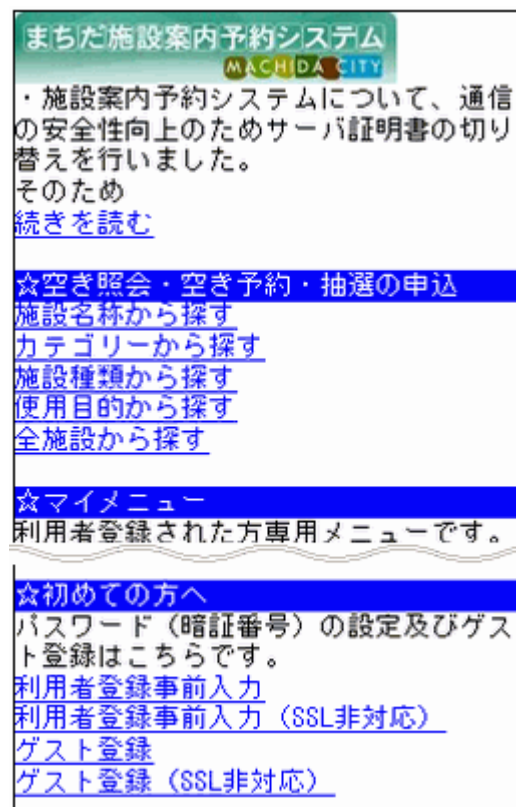 まちだ施設案内予約システム
MACHIDA CITY
・施設案内予約システムについて、通信
の安全性向上のためサーバ証明書の切り
替えを行いました。
そのため
続きを読む
☆空き照会・空き予約・抽選の申込
施設名称から探す
カテゴリーから探す
施設種類から探す
使用目的から探す
全施設から探す
☆マイメニュー
利用者登録された方専用メニューです。
☆初めての方へ
パスワード（暗証番号）の設定及びゲス
ト登録はこちらです。
利用者登録事前入力
利用者登録事前入力（SSL非対応）
ゲスト登録
ゲスト登録（SSL非対応）